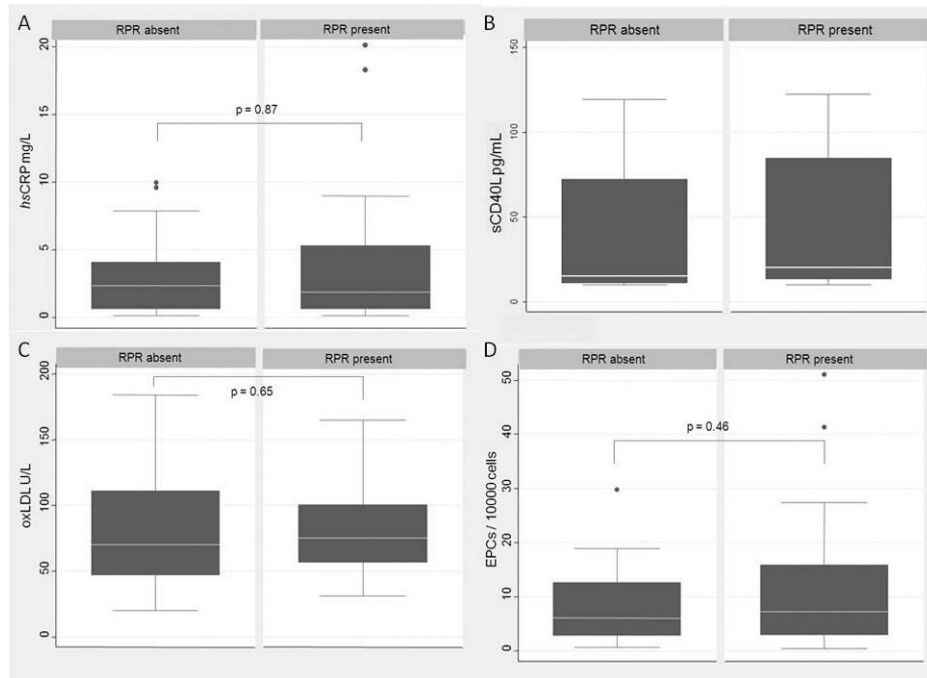 A
RPR absent
RPR present
20
15
10
5
0
hsCRP mg/L
p = 0.87
B
RPR absent
RPR present
150
100
50
0
sCD40L pg/mL
C
RPR absent
RPR present
200
150
100
50
0
oxLDL U/L
p = 0.65
D
RPR absent
RPR present
50
40
30
20
10
0
EPCs / 10000 cells
p = 0.46